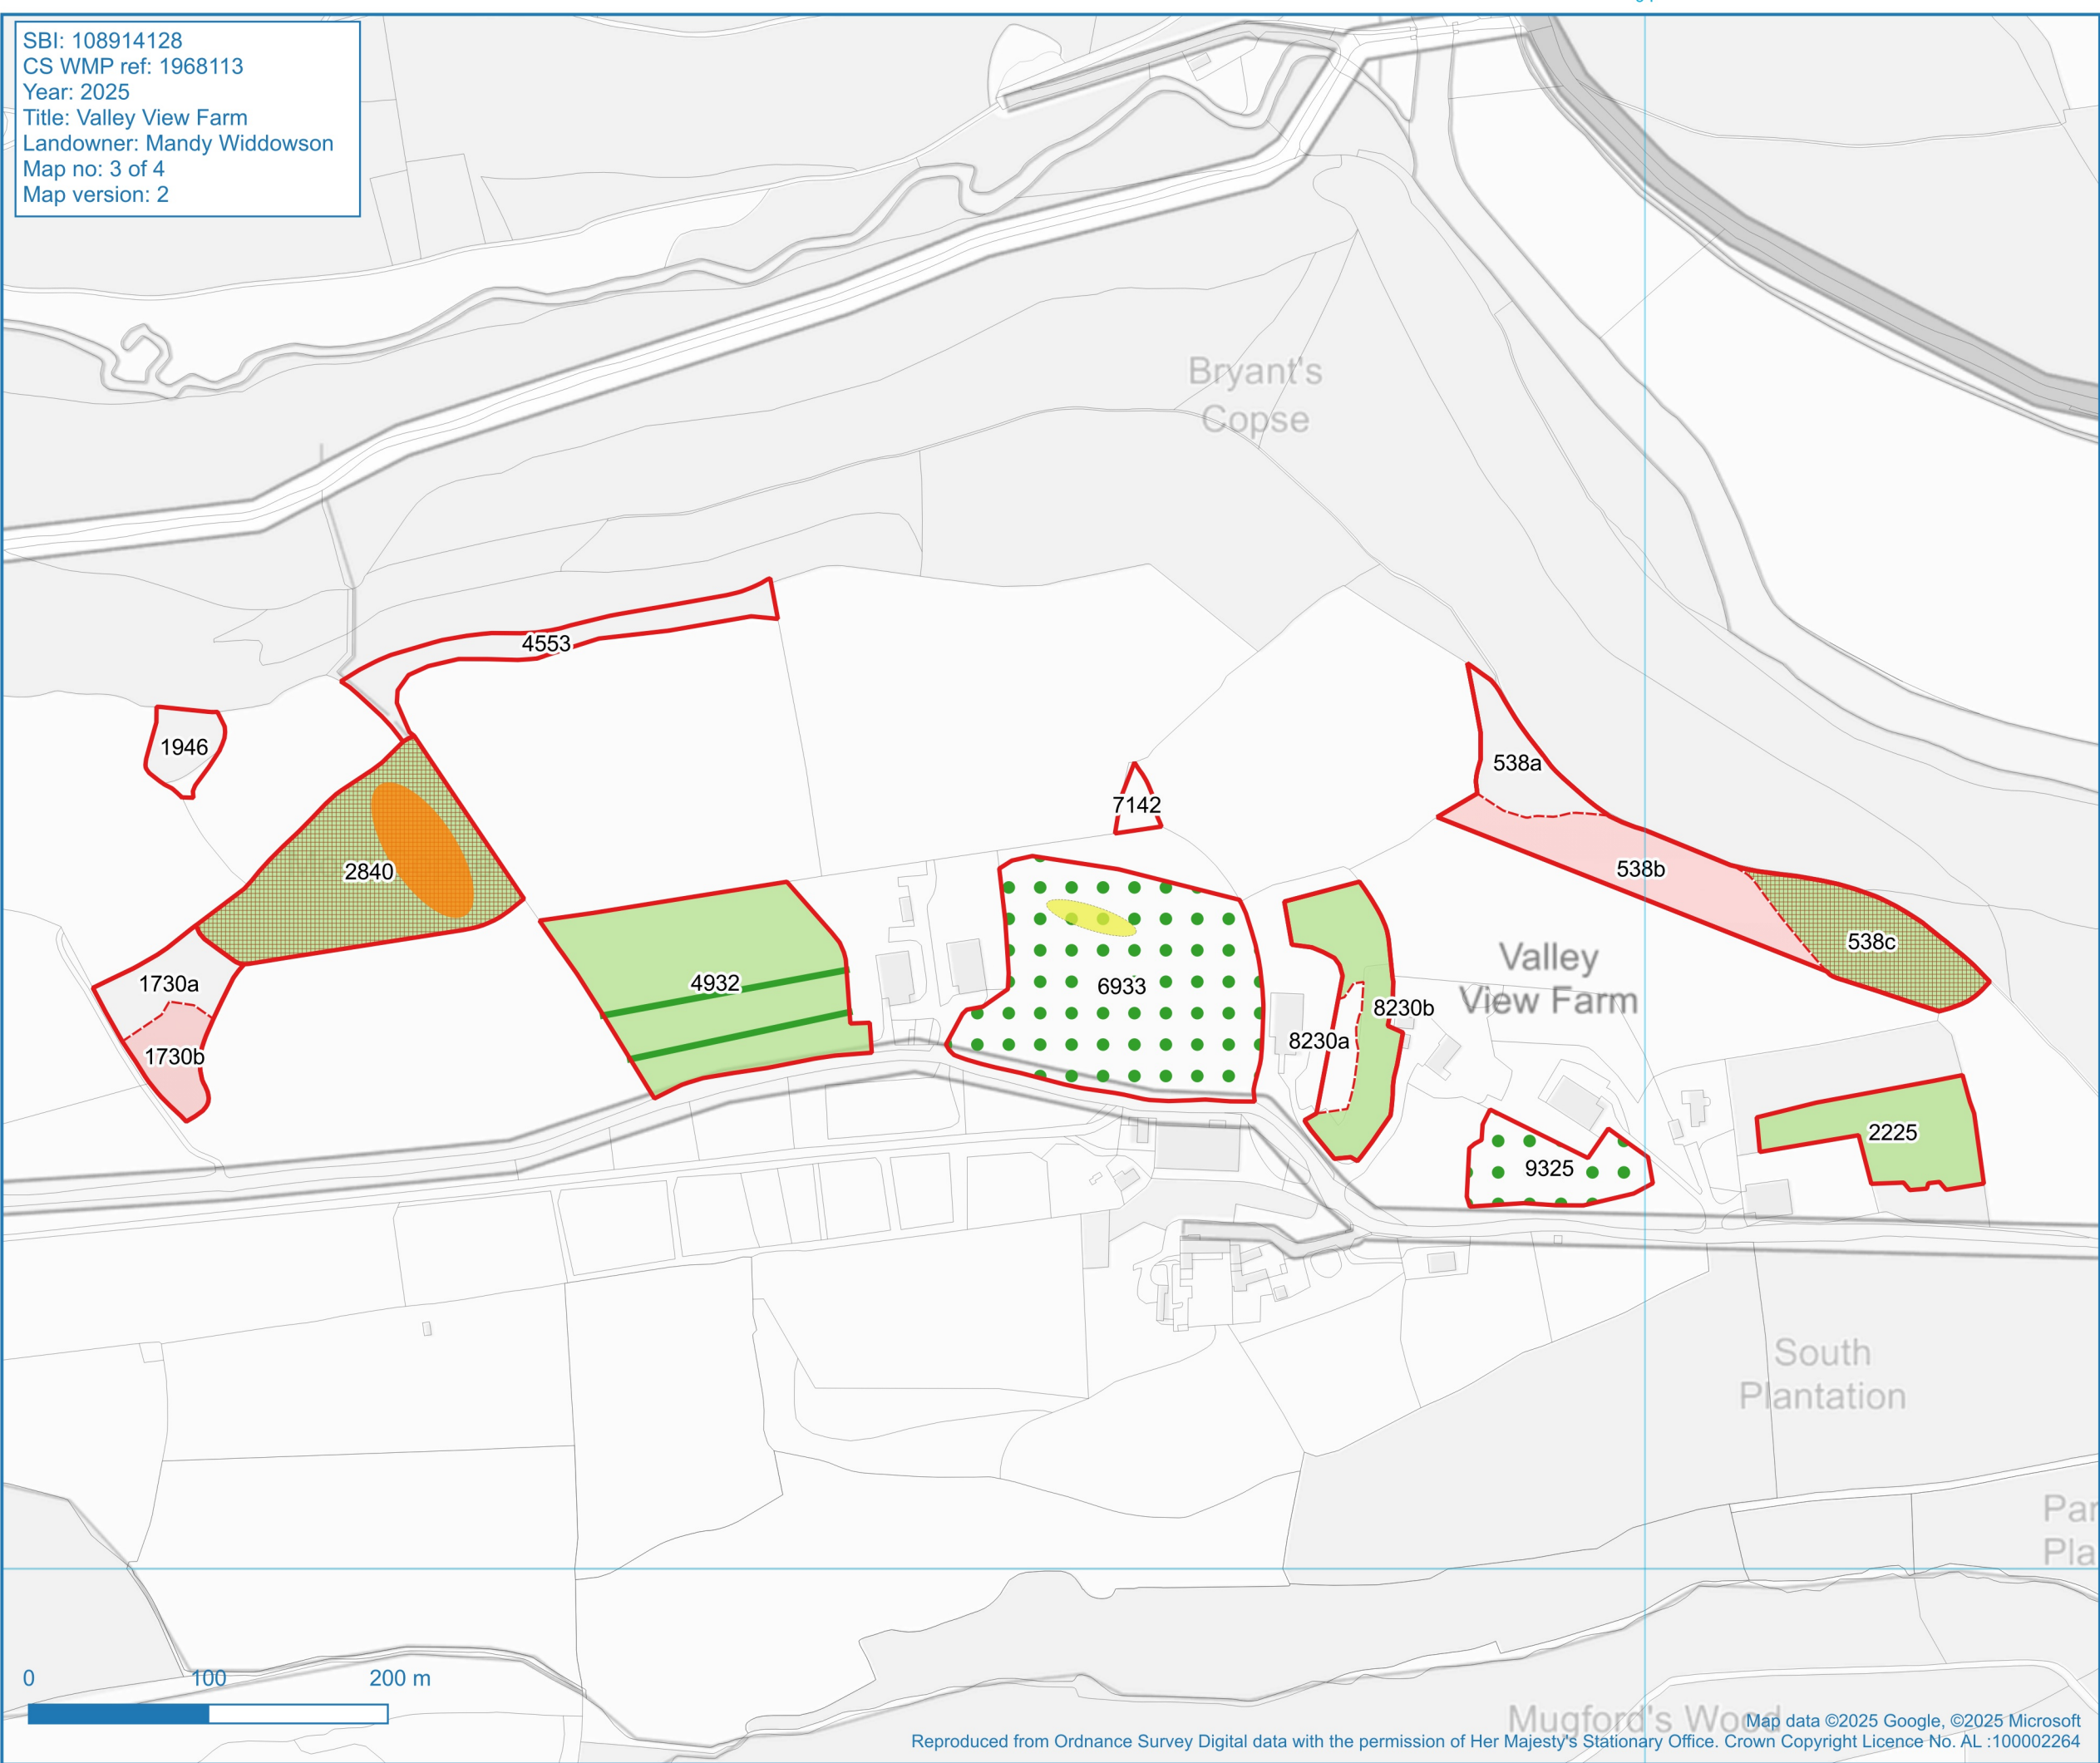 SBI: 108914128
CS WMP ref: 1968113
Year: 2025
Title: Valley View Farm
Landowner: Mandy Widdowson
Map no: 3 of 4
Map version: 2
Bryant's
Copse
4553
1946
538a
7142
2840
538b
538c
Valley
View Farm
1730a
4932
6933
8230b
8230a
1730b
2225
9325
South
Plantation
Par
Pla
0 100 200 m
Mugford's Wood
Map data ©2025 Google, ©2025 Microsoft
Reproduced from Ordnance Survey Digital data with the permission of Her Majesty's Stationary Office. Crown Copyright Licence No. AL :100002264